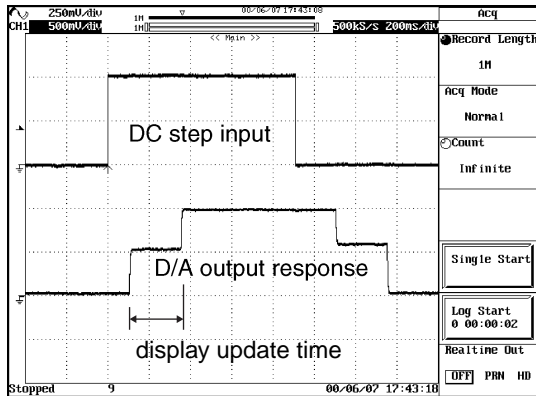 250mV/div
CH1 500mV/div
1M
1M
00/06/07 17:43:08
500kS/s 200ms/div
<< Main >>
DC step input
D/A output response
display update time
Stopped 9 00/06/07 17:43:18
Acq
Record Length
1M
Acq Mode
Normal
Count
Infinite
Single Start
Log Start
0 00:00:02
Realtime Out
OFF PRN HD